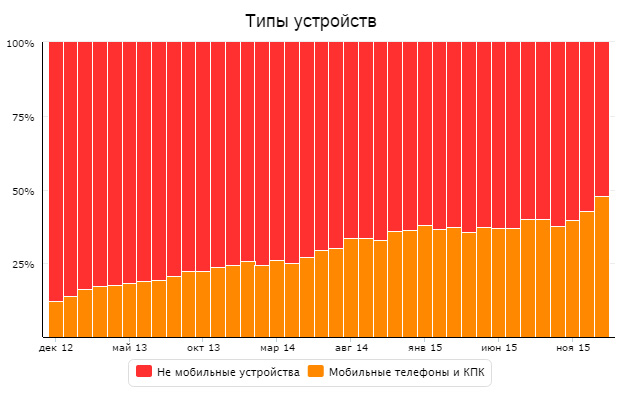 Типы устройств
100%
75%
50%
25%
дек 12 май 13 окт 13 мар 14 авг 14 янв 15 июн 15 ноя 15
Не мобильные устройства Мобильные телефоны и КПК